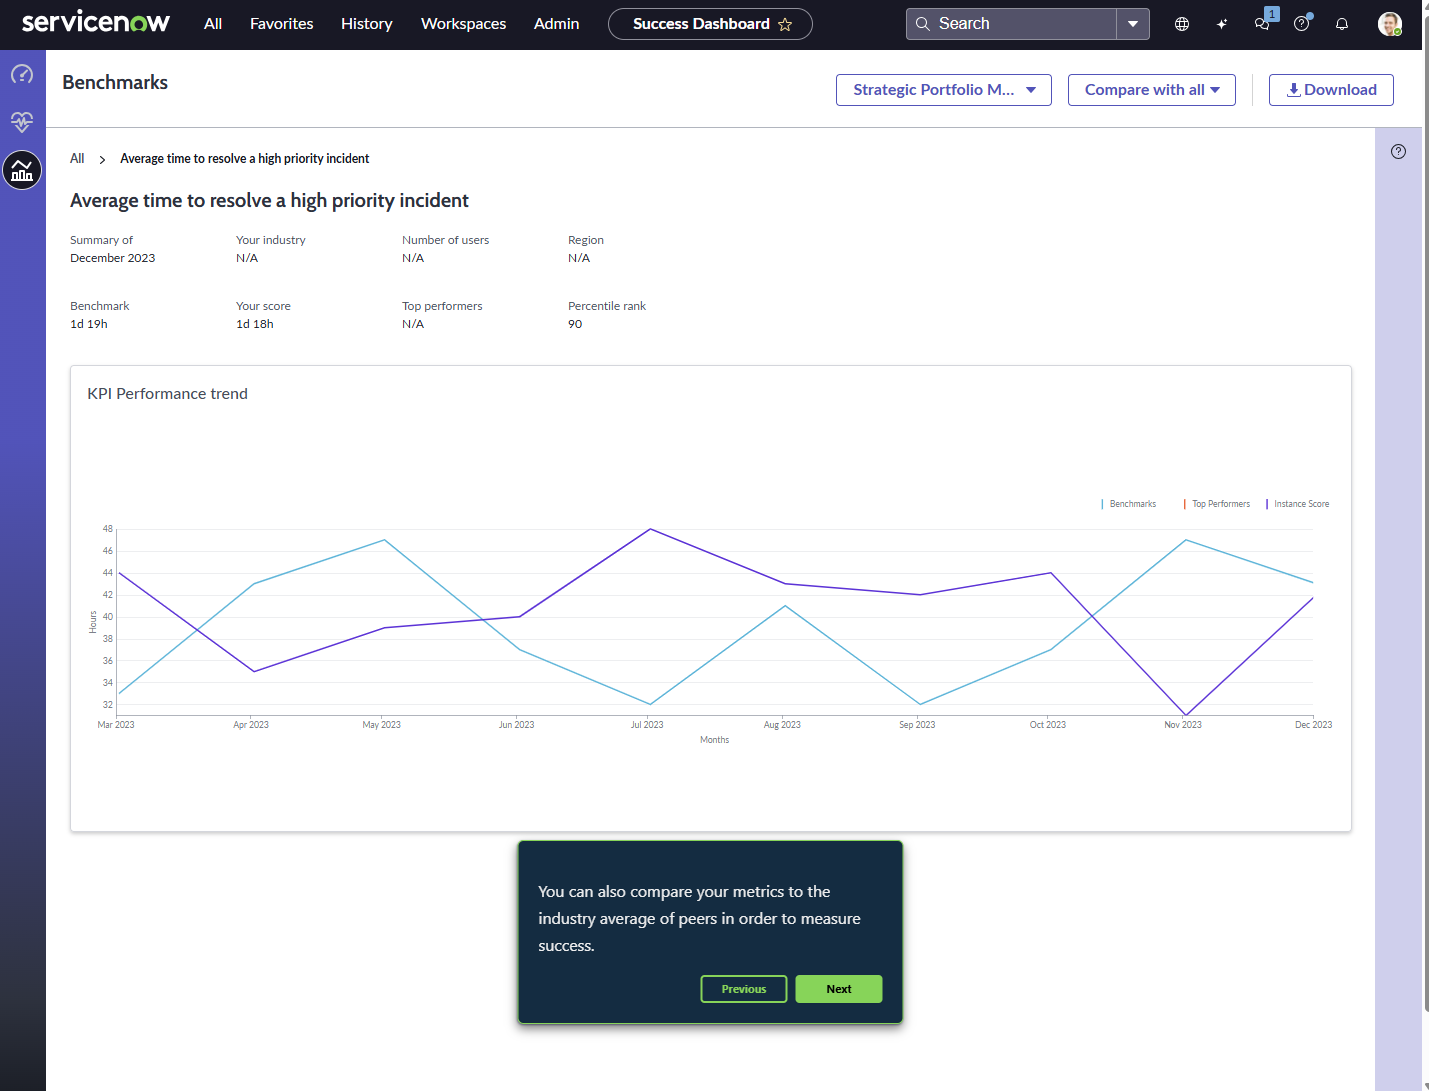 servicenow All Favorites History Workspaces Admin Success Dashboard Search 1
Benchmarks
Strategic Portfolio M... Compare with all Download
All > Average time to resolve a high priority incident
Average time to resolve a high priority incident
Summary of Your industry Number of users Region
December 2023 N/A N/A N/A
Benchmark Your score Top performers Percentile rank
1d 19h 1d 18h N/A 90
KPI Performance trend
Benchmarks Top Performers Instance Score
48
46
44
42
40
38
36
34
32
Hours
Mar 2023 Apr 2023 May 2023 Jun 2023 Jul 2023 Aug 2023 Sep 2023 Oct 2023 Nov 2023 Dec 2023
Months
You can also compare your metrics to the
industry average of peers in order to measure
success.
Previous Next